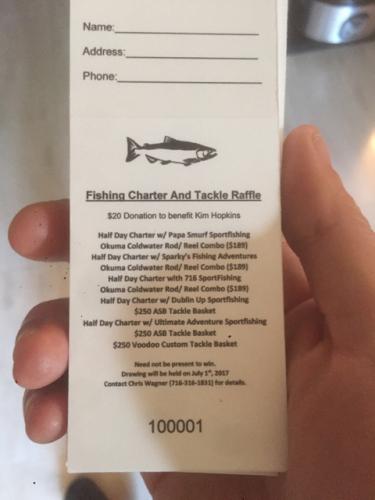 Name:
Address:
Phone:
Fishing Charter And Tackle Raffle
$20 Donation to benefit Kim Hopkins
Half Day Charter w/ Papa Smurf Sportfishing
Okuma Coldwater Rod/ Reel Combo ($189)
Half Day Charter w/ Sparky's Fishing Adventures
Okuma Coldwater Rod/ Reel Combo ($189)
Half Day Charter with 716 SportFishing
Okuma Coldwater Rod/ Reel Combo ($189)
Half Day Charter w/ Dublin Up Sportfishing
$250 ASB Tackle Basket
Half Day Charter w/ Ultimate Adventure Sportfishing
$250 ASB Tackle Basket
$250 Voodoo Custom Tackle Basket
Need not be present to win.
Drawing will be held on July 1st, 2017
Contact Chris Wagner (716-316-1831) for details.
100001